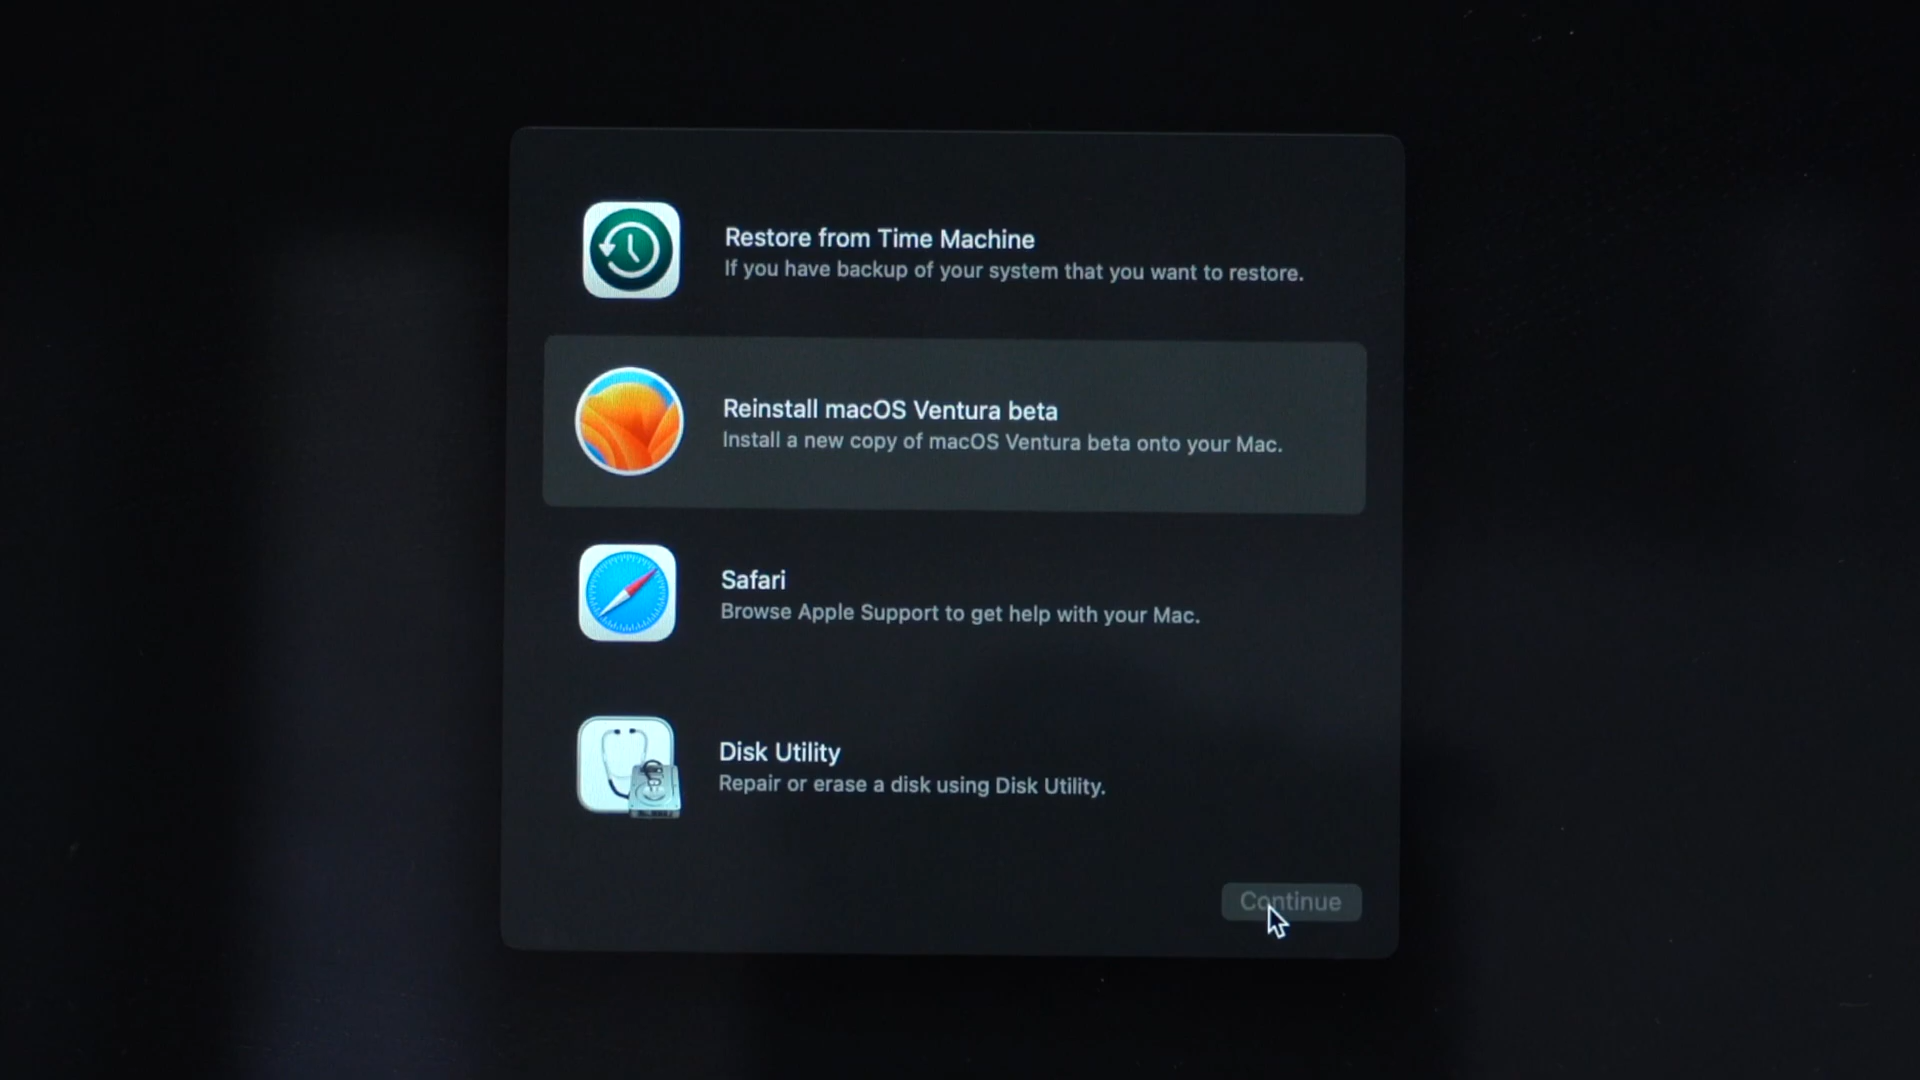 Restore from Time Machine
If you have backup of your system that you want to restore.
Reinstall macOS Ventura beta
Install a new copy of macOS Ventura beta onto your Mac.
Safari
Browse Apple Support to get help with your Mac.
Disk Utility
Repair or erase a disk using Disk Utility.
Continue